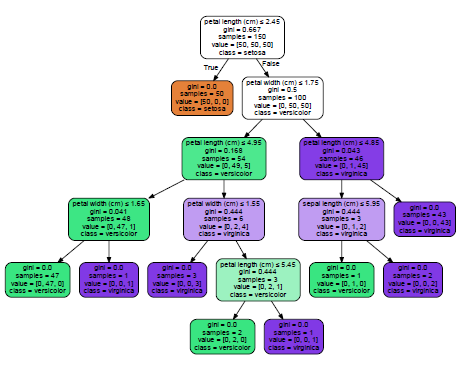 petal length (cm) ≤ 2.45
gini = 0.667
samples = 150
value = [50, 50, 50]
class = setosa
True
False
gini = 0.0
samples = 50
value = [50, 0, 0]
class = setosa
petal width (cm) ≤ 1.75
gini = 0.5
samples = 100
value = [0, 50, 50]
class = versicolor
petal length (cm) ≤ 4.95
gini = 0.168
samples = 54
value = [0, 49, 5]
class = versicolor
petal length (cm) ≤ 4.85
gini = 0.043
samples = 46
value = [0, 1, 45]
class = virginica
petal width (cm) ≤ 1.65
gini = 0.041
samples = 48
value = [0, 47, 1]
class = versicolor
petal width (cm) ≤ 1.55
gini = 0.444
samples = 6
value = [0, 2, 4]
class = virginica
sepal length (cm) ≤ 5.95
gini = 0.444
samples = 3
value = [0, 1, 2]
class = virginica
gini = 0.0
samples = 43
value = [0, 0, 43]
class = virginica
gini = 0.0
samples = 47
value = [0, 47, 0]
class = versicolor
gini = 0.0
samples = 1
value = [0, 0, 1]
class = virginica
gini = 0.0
samples = 3
value = [0, 0, 3]
class = virginica
petal length (cm) ≤ 5.45
gini = 0.444
samples = 3
value = [0, 2, 1]
class = versicolor
gini = 0.0
samples = 1
value = [0, 1, 0]
class = versicolor
gini = 0.0
samples = 2
value = [0, 0, 2]
class = virginica
gini = 0.0
samples = 2
value = [0, 2, 0]
class = versicolor
gini = 0.0
samples = 1
value = [0, 0, 1]
class = virginica